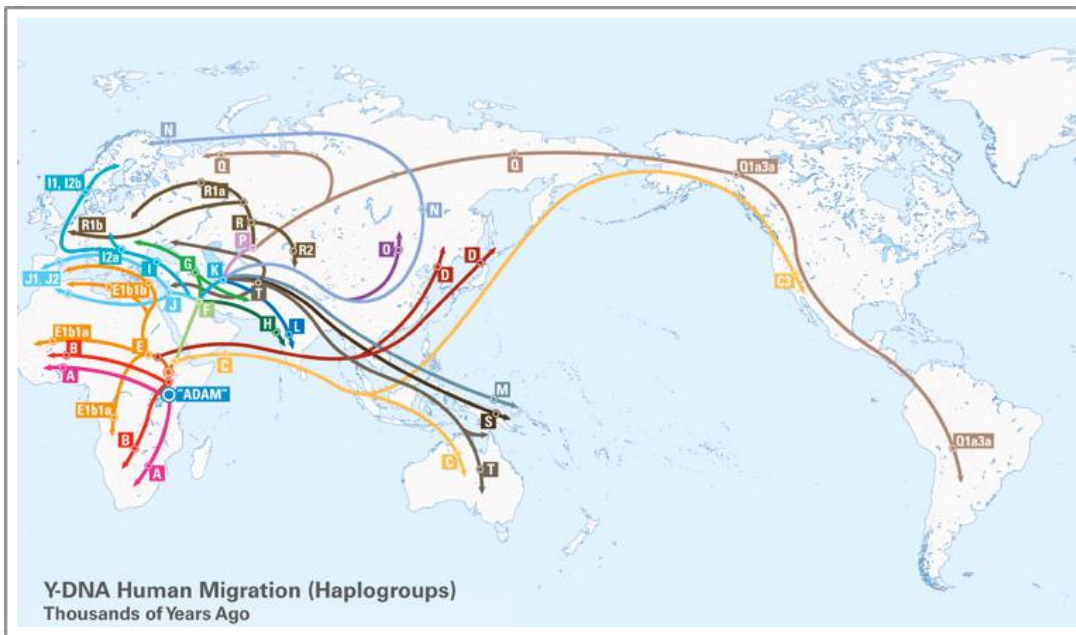 N
Q
Q
Q1a3a
I1, I2b
R1a
N
R1b
R
P
O
R2
I2a
G
D
D
I
K
J1, J2
E1b1b
T
C3
J
F
H
L
E1b1a
E
B
C
A
"ADAM"
M
E1b1a
S
B
C
Q1a3a
A
T
Y-DNA Human Migration (Haplogroups)
Thousands of Years Ago